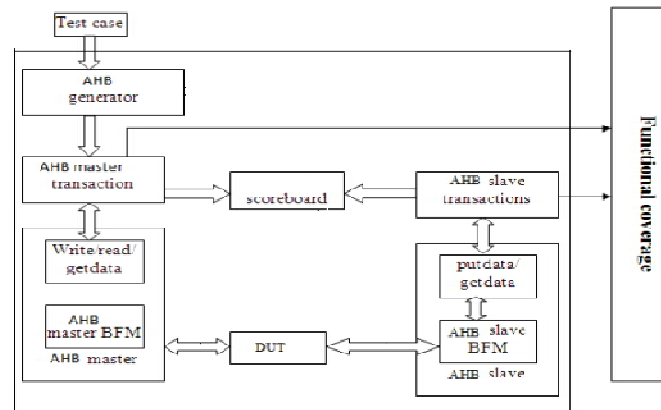 Test case
AHB
generator
AHB master
transaction
scoreboard
AHB slave
transactions
Functional coverage
Write/read/
getdata
putdata/
getdata
AHB
master BFM
AHB master
DUT
AHB slave
BFM
AHB slave